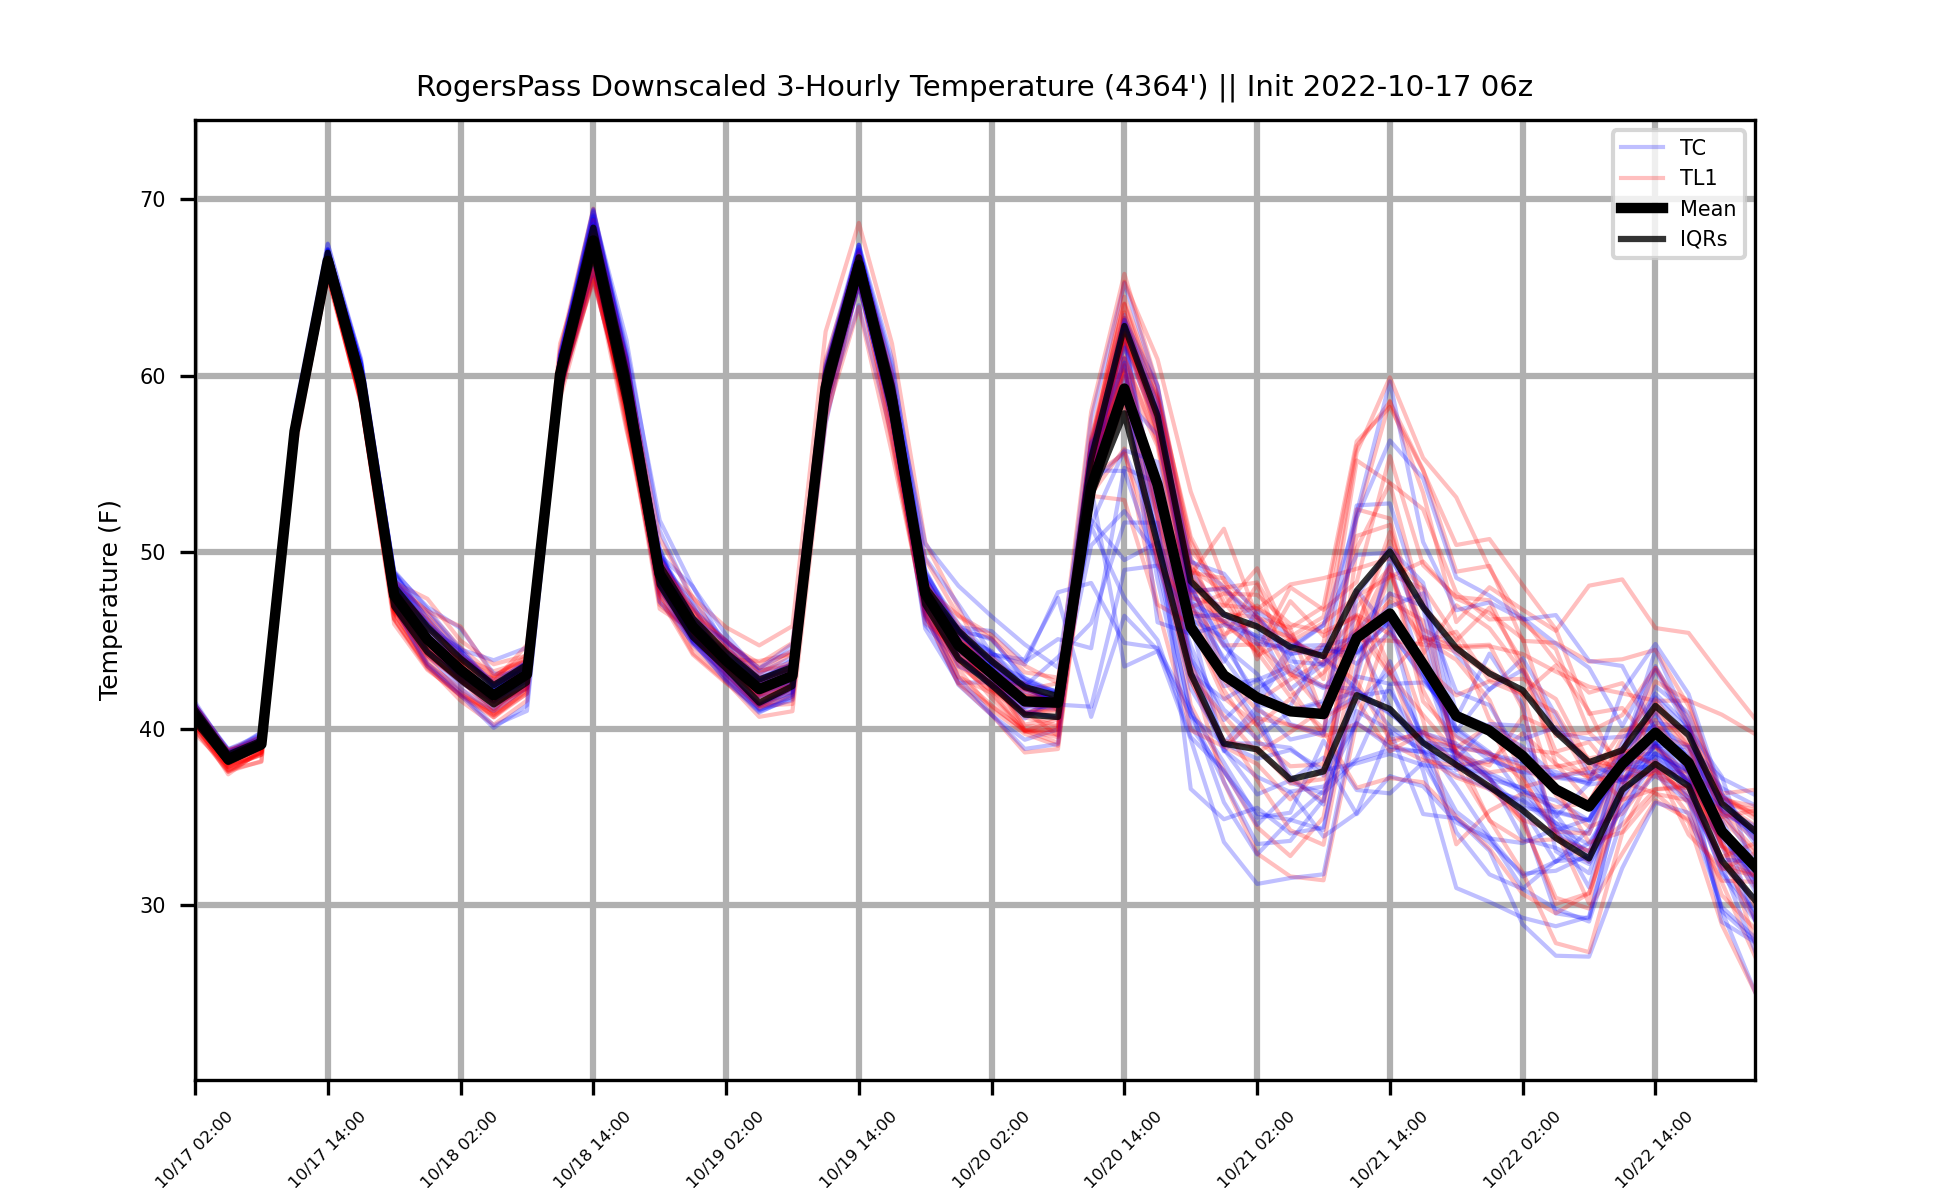 RogersPass Downscaled 3-Hourly Temperature (4364') || Init 2022-10-17 06z
TC
TL1
Mean
IQRs
Temperature (F)
70
60
50
40
30
10/17 02:00
10/17 14:00
10/18 02:00
10/18 14:00
10/19 02:00
10/19 14:00
10/20 02:00
10/20 14:00
10/21 02:00
10/21 14:00
10/22 02:00
10/22 14:00